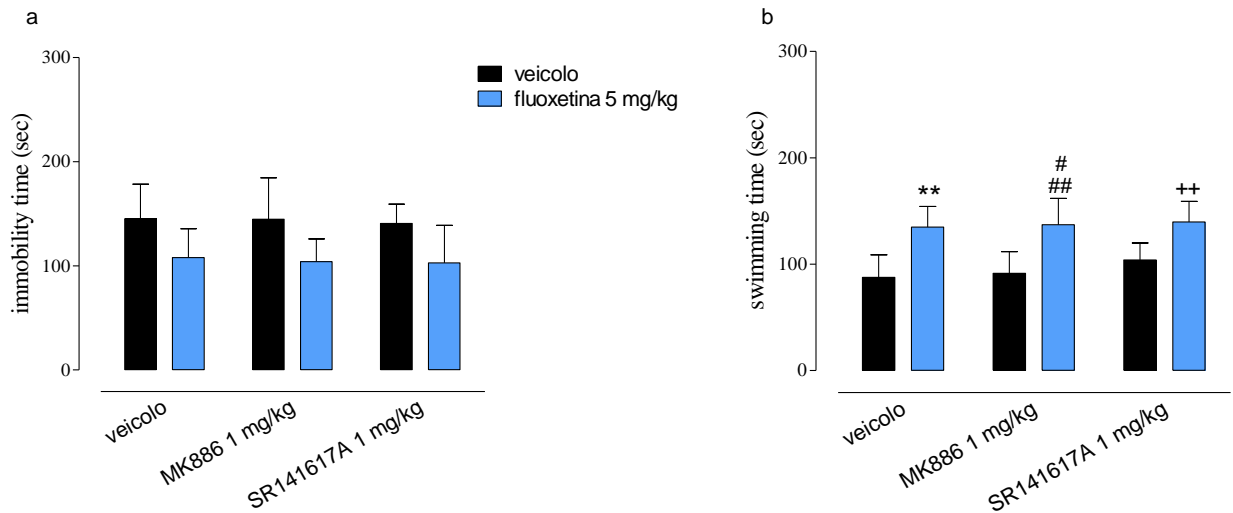 a
300
200
100
0
immobility time (sec)
veicolo
fluoxetina 5 mg/kg
veicolo
MK886 1 mg/kg
SR141617A 1 mg/kg
b
300
200
100
0
swimming time (sec)
**
#
##
++
veicolo
MK886 1 mg/kg
SR141617A 1 mg/kg